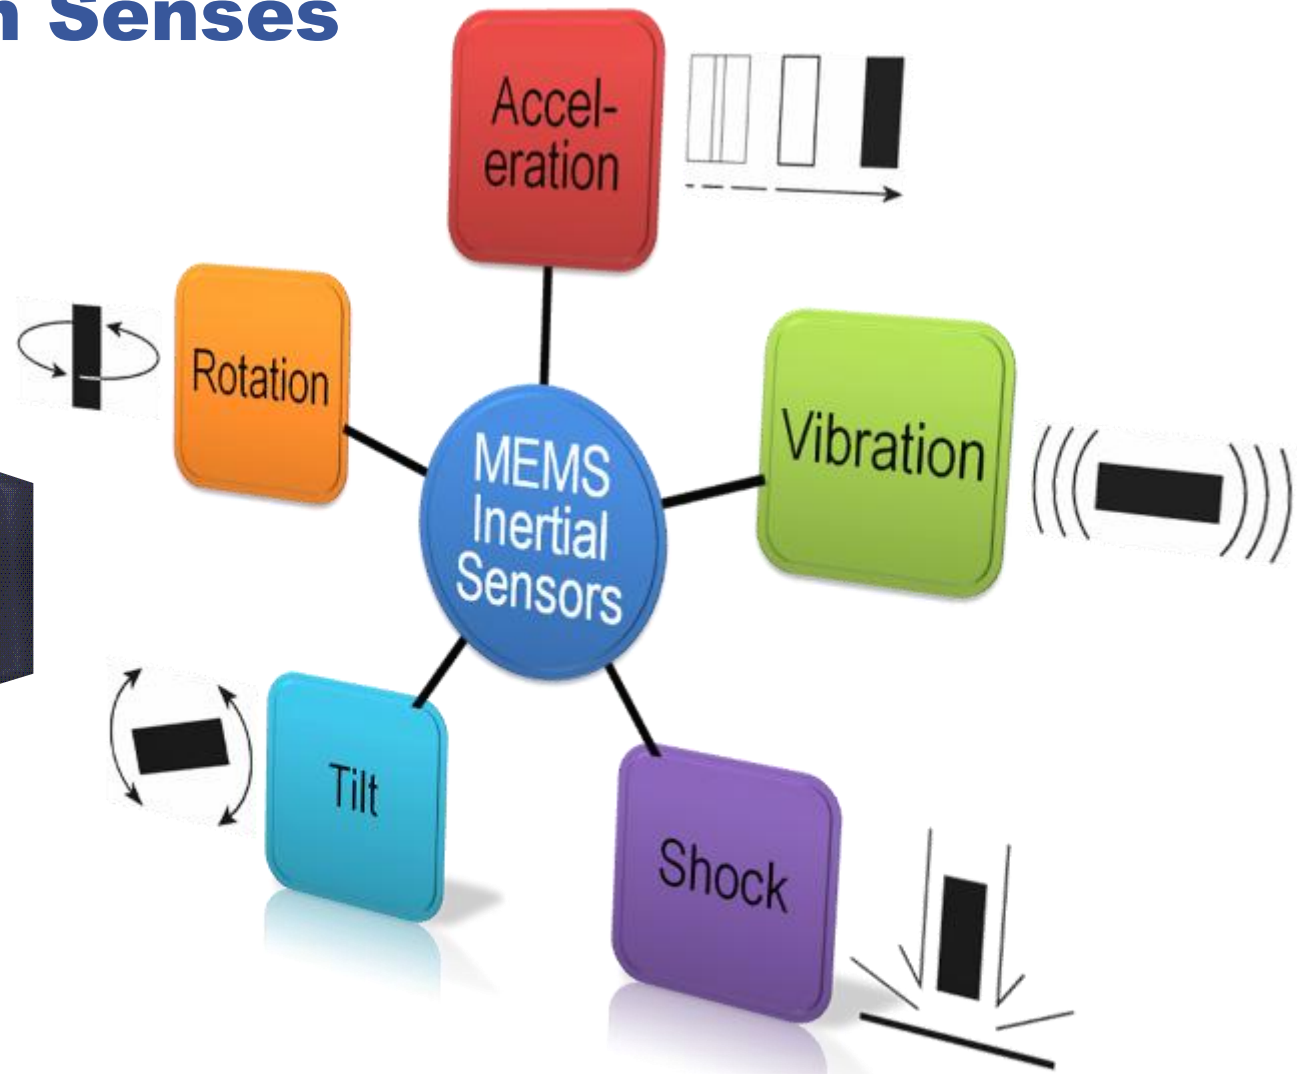 Senses
Accel-
eration
Rotation
Vibration
MEMS
Inertial
Sensors
Tilt
Shock